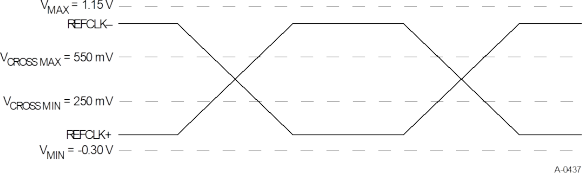 VMAX = 1.15 V
REFCLK–
VCROSS MAX = 550 mV
VCROSS MIN = 250 mV
REFCLK+
VMIN = -0.30 V
A-0437